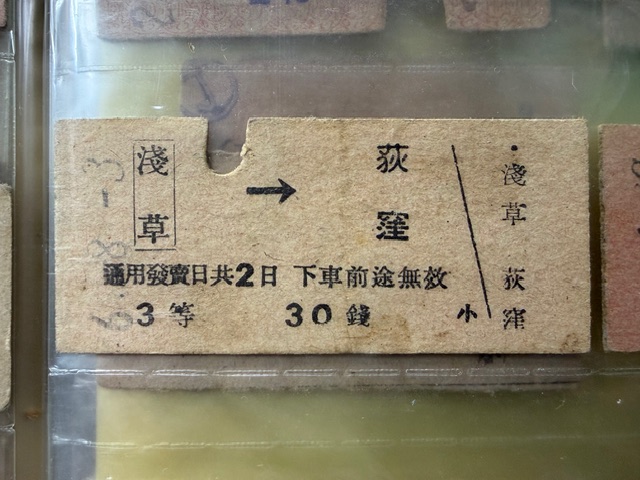 淺草 → 荻窪
通用發賣日共2日 下車前途無效
3等 30錢
小
・淺草 荻窪